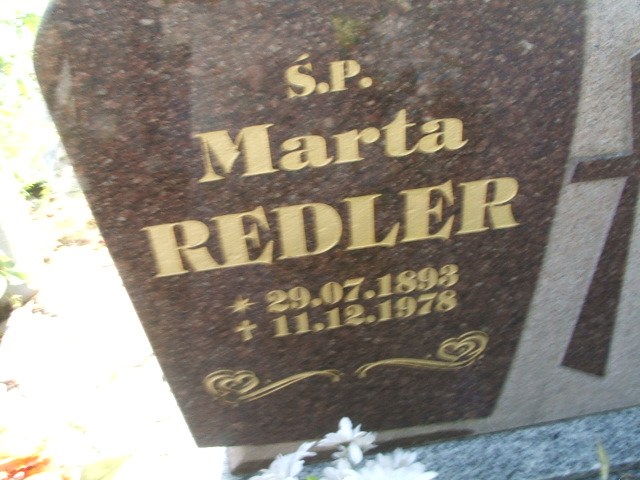 Ś.P.
Marta
REDLER
* 29.07.1893
✝ 11.12.1978